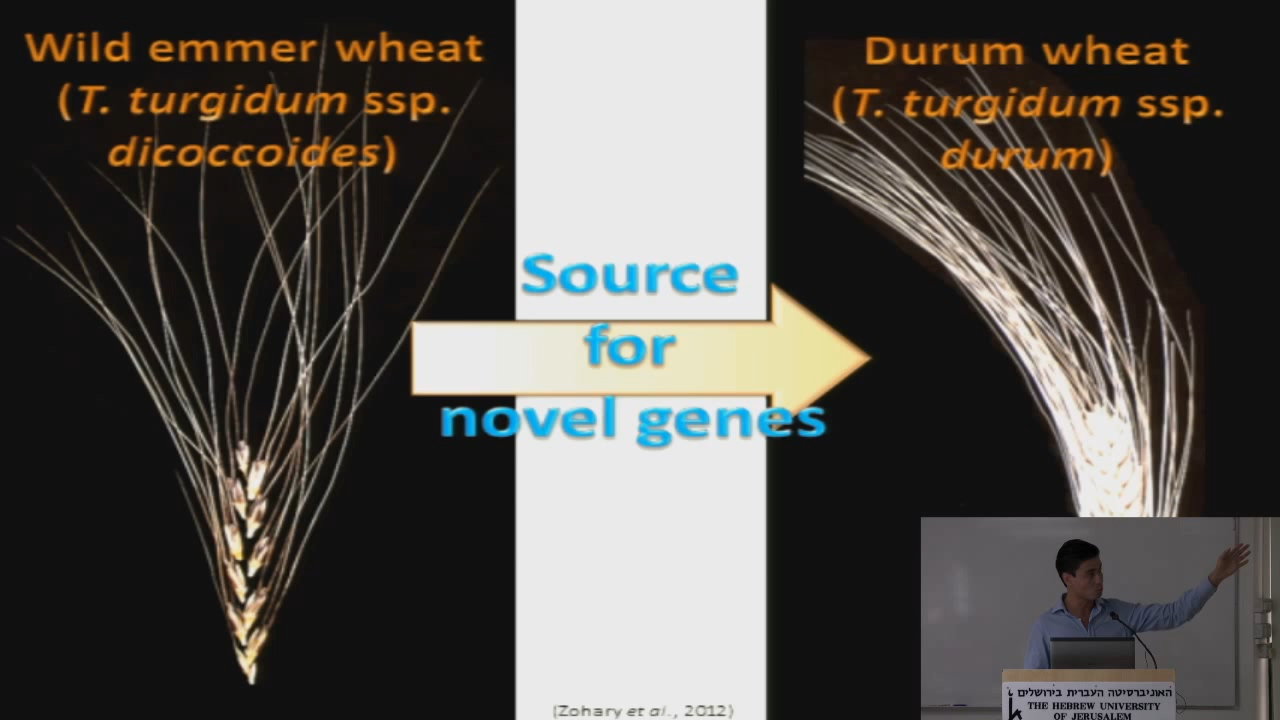 Wild emmer wheat
(T. turgidum ssp.
dicoccoides)
Durum wheat
(T. turgidum ssp.
durum)
Source
for
novel genes
(Zohary et al., 2012)
האוניברסיטה העברית בירושלים
THE HEBREW UNIVERSITY
OF JERUSALEM